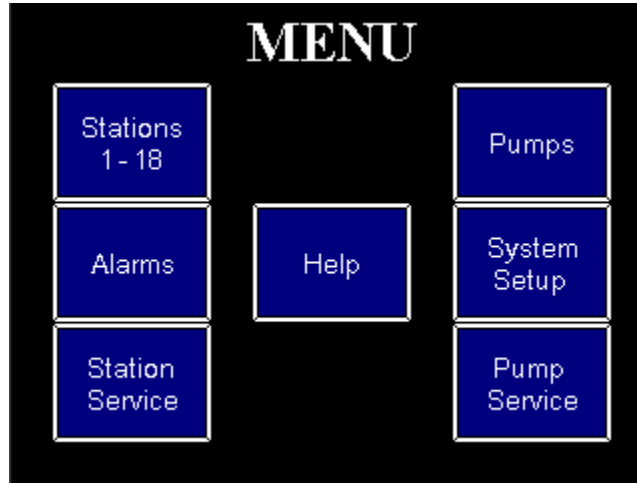 MENU
Stations
1 - 18
Pumps
Alarms
Help
System
Setup
Station
Service
Pump
Service